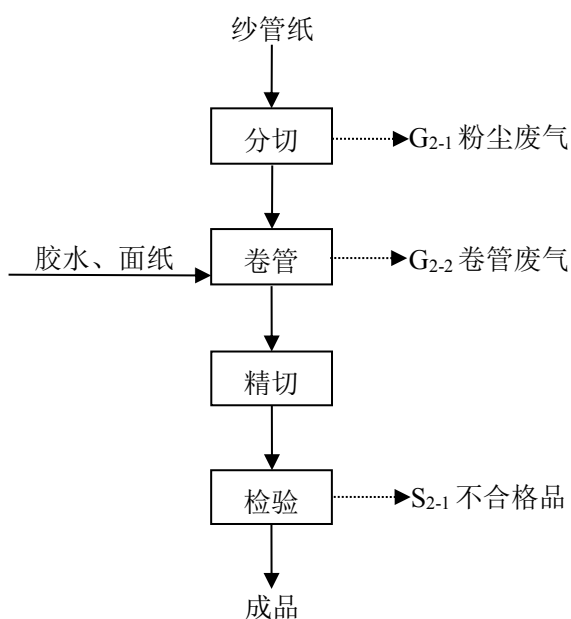 纱管纸
分切
G2-1 粉尘废气
胶水、面纸
卷管
G2-2 卷管废气
精切
检验
S2-1 不合格品
成品